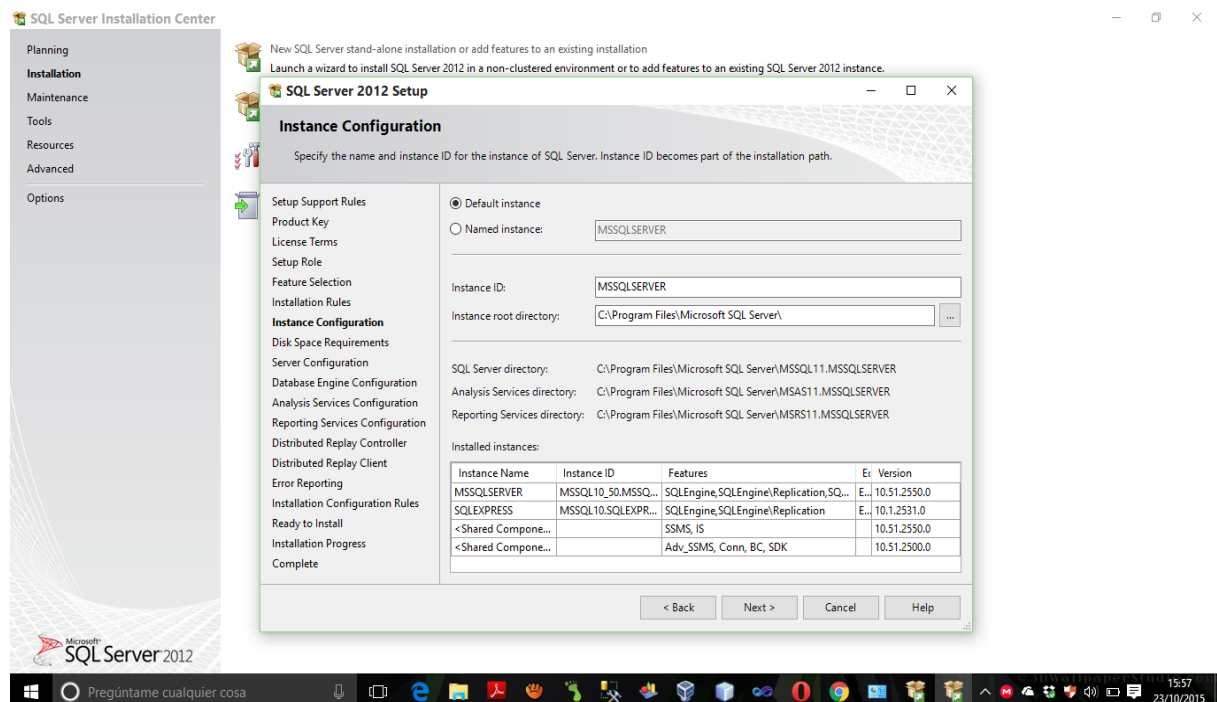 SQL Server Installation Center
Planning
Installation
Maintenance
Tools
Resources
Advanced
Options
New SQL Server stand-alone installation or add features to an existing installation
Launch a wizard to install SQL Server 2012 in a non-clustered environment or to add features to an existing SQL Server 2012 instance.
SQL Server 2012 Setup
Instance Configuration
Specify the name and instance ID for the instance of SQL Server. Instance ID becomes part of the installation path.
Setup Support Rules
Product Key
License Terms
Setup Role
Feature Selection
Installation Rules
Instance Configuration
Disk Space Requirements
Server Configuration
Database Engine Configuration
Analysis Services Configuration
Reporting Services Configuration
Distributed Replay Controller
Distributed Replay Client
Error Reporting
Installation Configuration Rules
Ready to Install
Installation Progress
Complete
Default instance
Named instance: MSSQLSERVER
Instance ID: MSSQLSERVER
Instance root directory: C:\Program Files\Microsoft SQL Server\ ...
SQL Server directory: C:\Program Files\Microsoft SQL Server\MSSQL11.MSSQLSERVER
Analysis Services directory: C:\Program Files\Microsoft SQL Server\MSAS11.MSSQLSERVER
Reporting Services directory: C:\Program Files\Microsoft SQL Server\MSRS11.MSSQLSERVER
Installed instances:
Instance Name Instance ID Features Ec Version
MSSQLSERVER MSSQL10_50.MSSQ... SQLEngine,SQLEngine\Replication,SQ... E... 10.51.2550.0
SQLEXPRESS MSSQL10.SQLEXPR... SQLEngine,SQLEngine\Replication E... 10.1.2531.0
<Shared Compone... SSMS, IS 10.51.2550.0
<Shared Compone... Adv_SSMS, Conn, BC, SDK 10.51.2500.0
< Back Next > Cancel Help
Microsoft
SQL Server 2012
Pregúntame cualquier cosa
15:57
23/10/2015